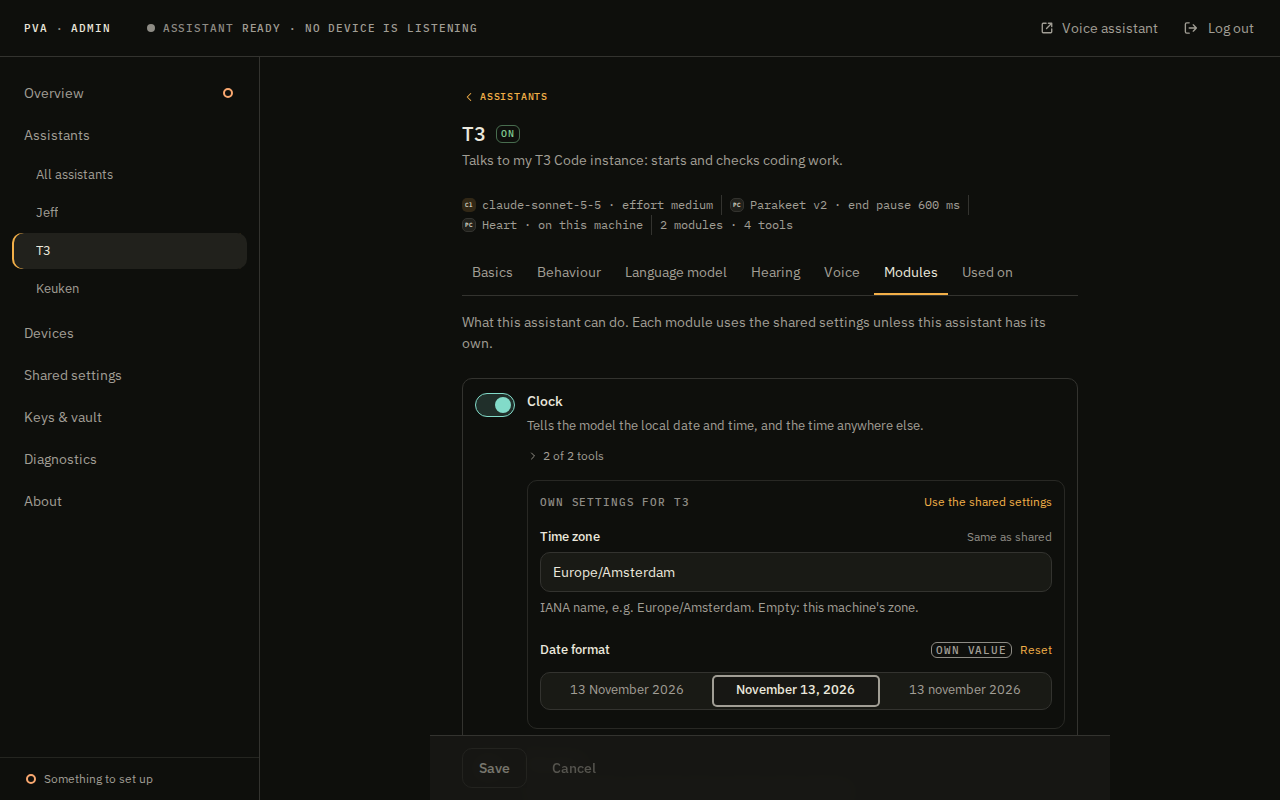 PVA · ADMIN
ASSISTANT READY · NO DEVICE IS LISTENING
Voice assistant
Log out
Overview
Assistants
All assistants
Jeff
T3
Keuken
Devices
Shared settings
Keys & vault
Diagnostics
About
Something to set up
ASSISTANTS
T3 ON
Talks to my T3 Code instance: starts and checks coding work.
Cl claude-sonnet-5-5 · effort medium PC Parakeet v2 · end pause 600 ms
PC Heart · on this machine 2 modules · 4 tools
Basics Behaviour Language model Hearing Voice Modules Used on
What this assistant can do. Each module uses the shared settings unless this assistant has its
own.
Clock
Tells the model the local date and time, and the time anywhere else.
2 of 2 tools
OWN SETTINGS FOR T3 Use the shared settings
Time zone Same as shared
Europe/Amsterdam
IANA name, e.g. Europe/Amsterdam. Empty: this machine's zone.
Date format OWN VALUE Reset
13 November 2026 November 13, 2026 13 november 2026
Save Cancel